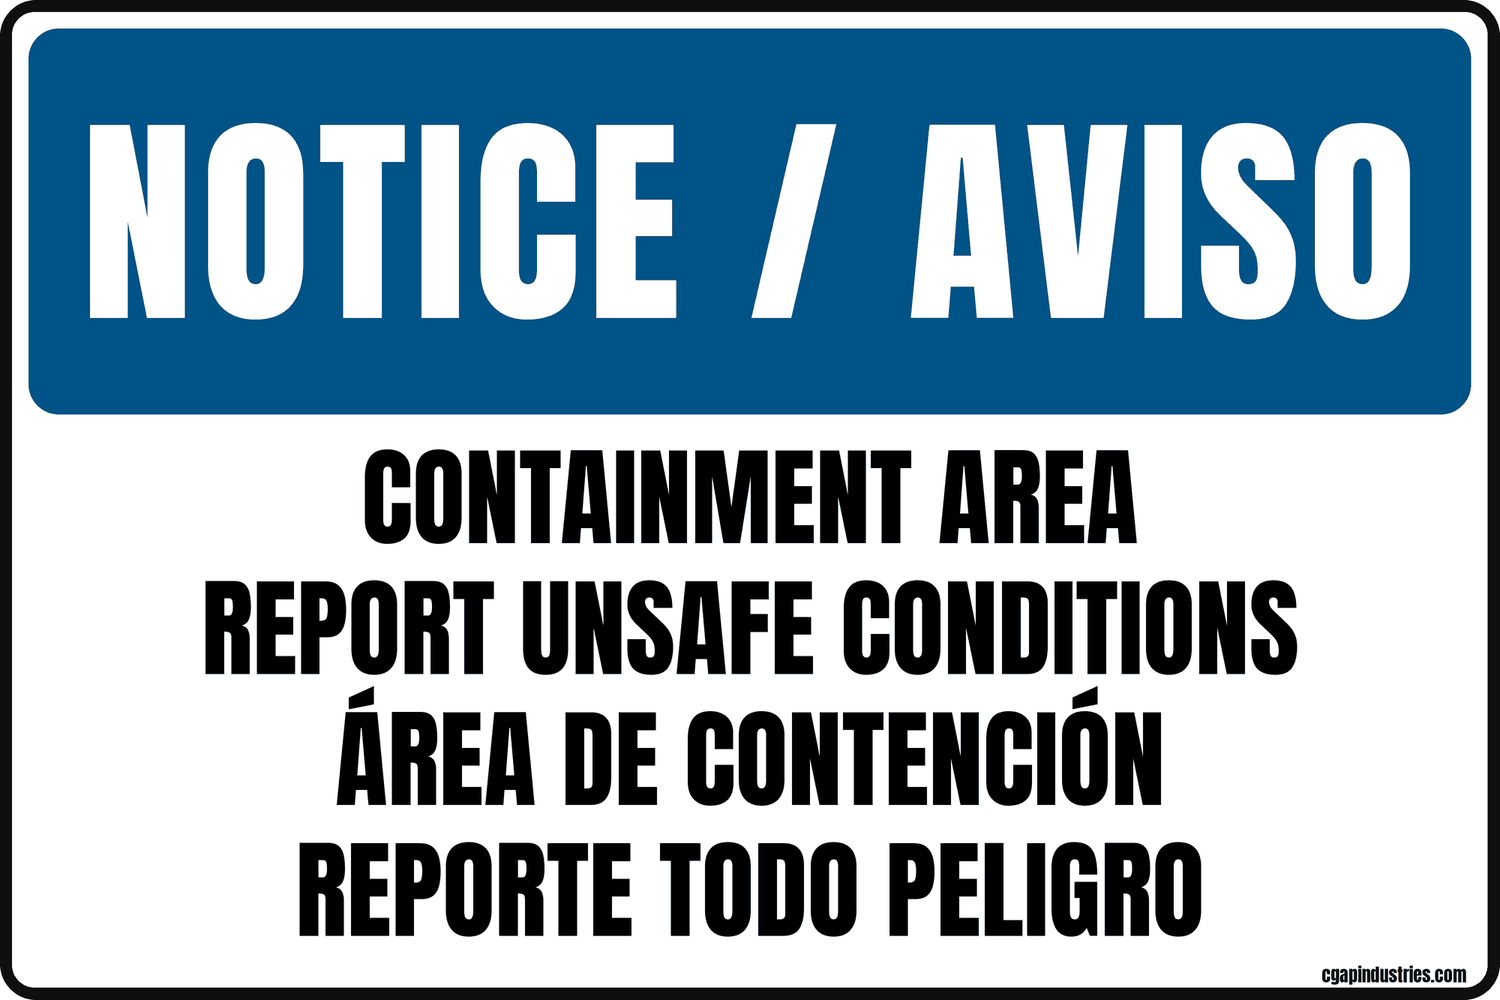 NOTICE / AVISO
CONTAINMENT AREA
REPORT UNSAFE CONDITIONS
ÁREA DE CONTENCIÓN
REPORTE TODO PELIGRO
cgapindustries.com